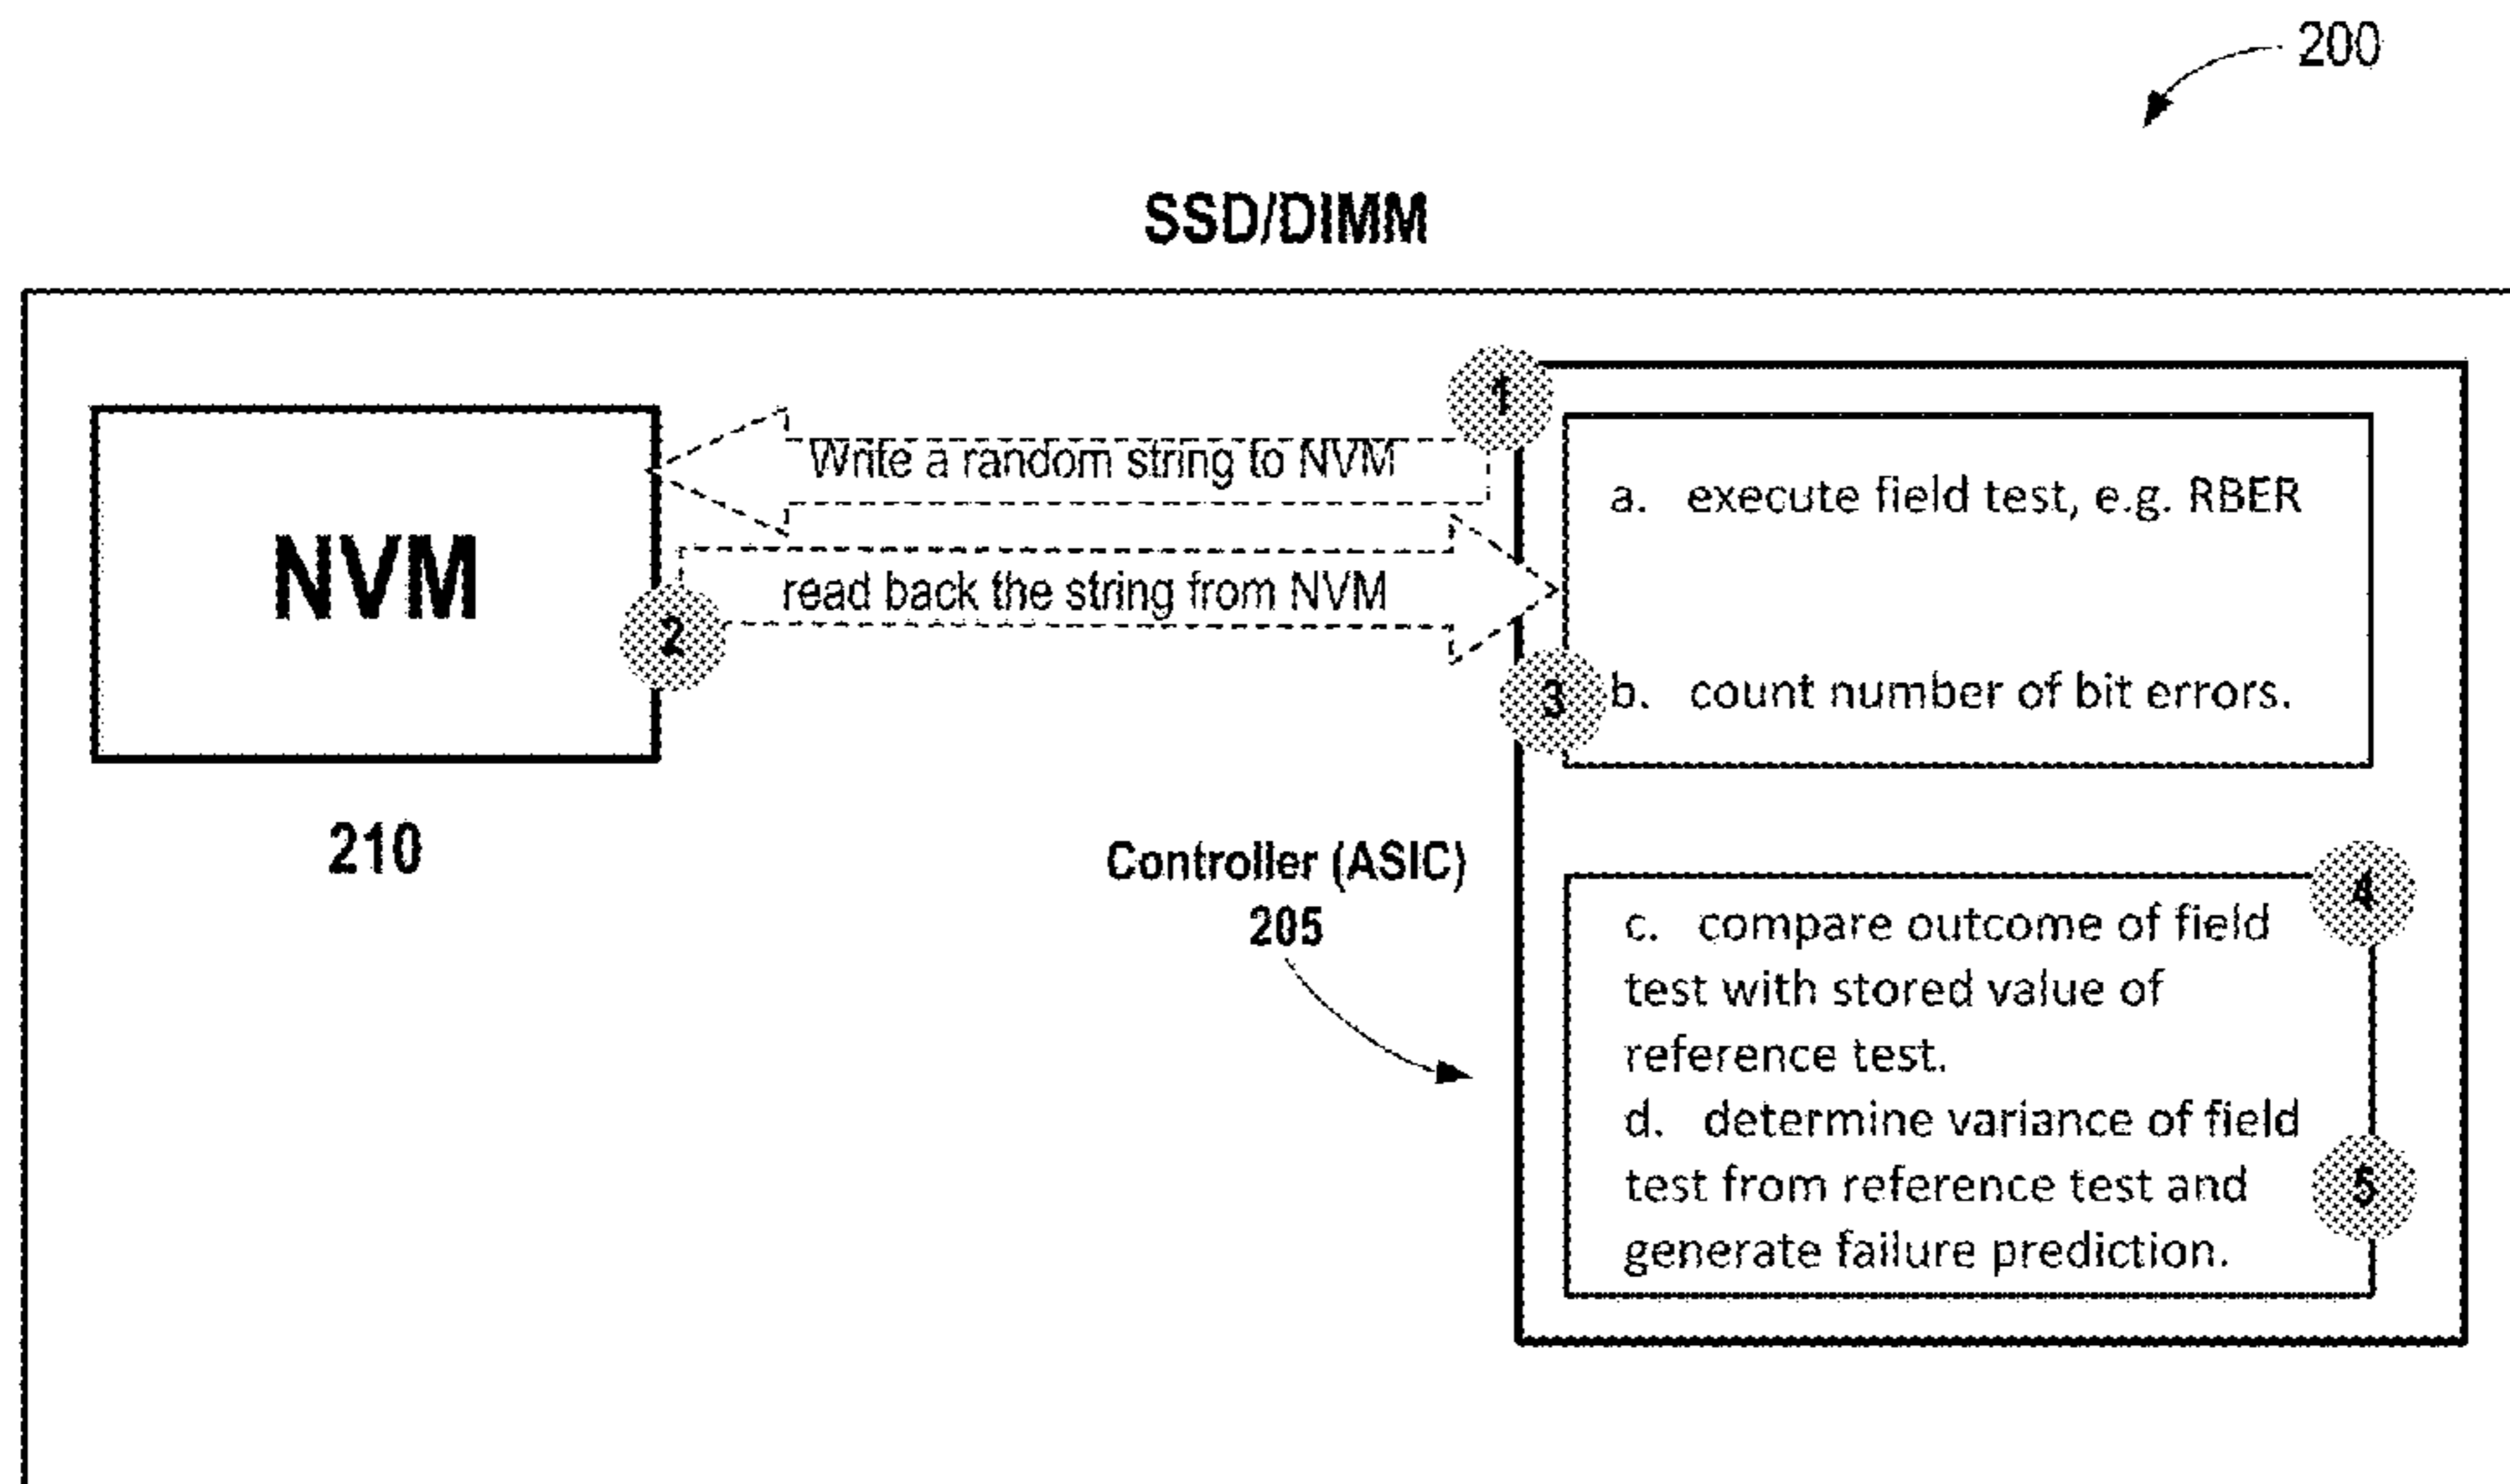 200
SSD/DIMM
1
Write a random string to NVM
NVM
2
read back the string from NVM
a. execute field test, e.g. RBER
3
b. count number of bit errors.
210
Controller (ASIC)
205
4
c. compare outcome of field
test with stored value of
reference test.
d. determine variance of field
5
test from reference test and
generate failure prediction.